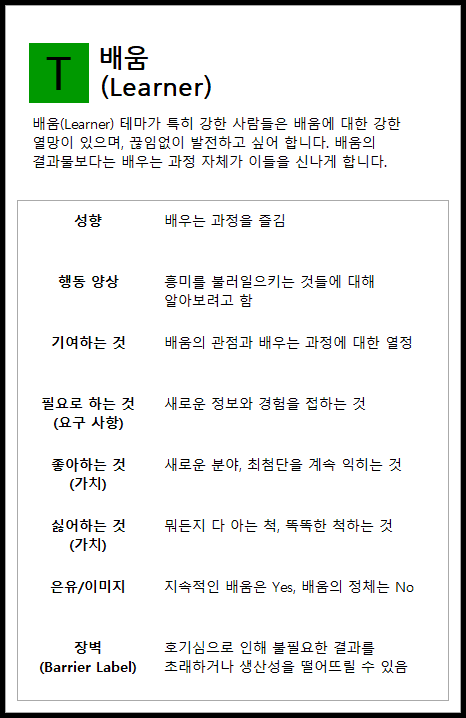 T
배움
(Learner)
배움(Learner) 테마가 특히 강한 사람들은 배움에 대한 강한
열망이 있으며, 끊임없이 발전하고 싶어 합니다. 배움의
결과물보다는 배우는 과정 자체가 이들을 신나게 합니다.
성향
배우는 과정을 즐김
행동 양상
흥미를 불러일으키는 것들에 대해
알아보려고 함
기여하는 것
배움의 관점과 배우는 과정에 대한 열정
필요로 하는 것
(요구 사항)
새로운 정보와 경험을 접하는 것
좋아하는 것
(가치)
새로운 분야, 최첨단을 계속 익히는 것
싫어하는 것
(가치)
뭐든지 다 아는 척, 똑똑한 척하는 것
은유/이미지
지속적인 배움은 Yes, 배움의 정체는 No
장벽
(Barrier Label)
호기심으로 인해 불필요한 결과를
초래하거나 생산성을 떨어뜨릴 수 있음